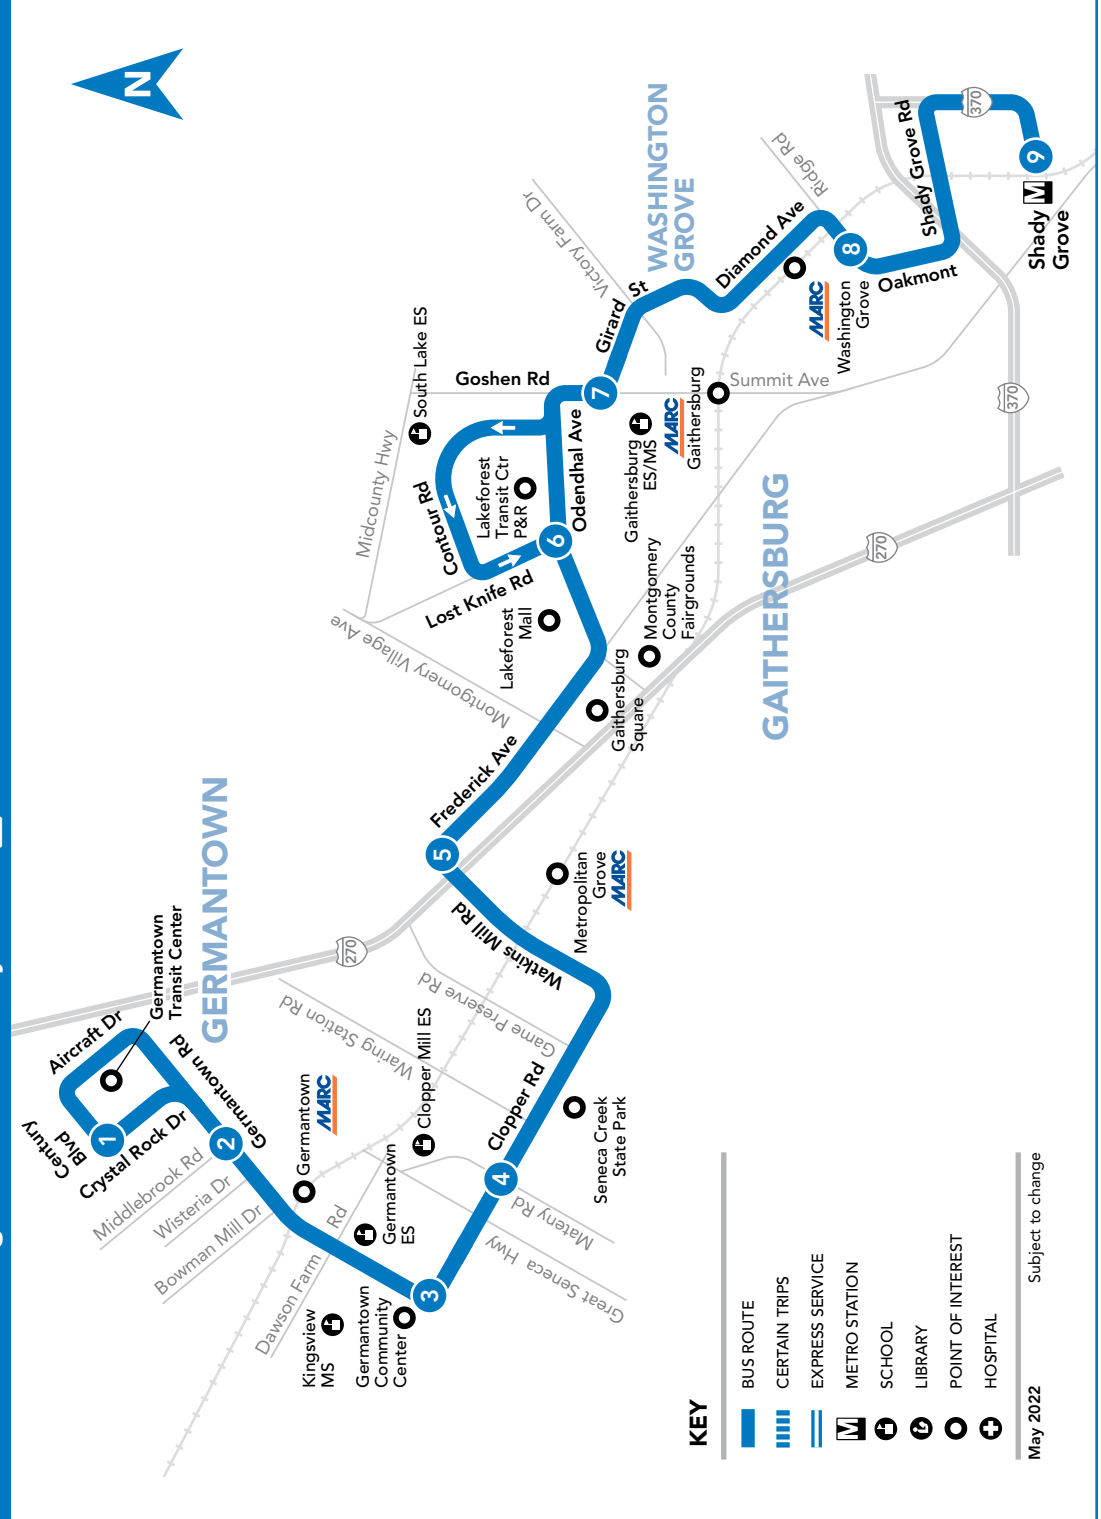 N
GERMANTOWN
Century
Blvd
Aircraft Dr
Germantown
Transit Center
1
Crystal Rock Dr
Germantown Rd
2
Middlebrook Rd
Wisteria Dr
Bowman Mill Dr
Germantown
MARC
Dawson Farm Rd
Kingsview
MS
Germantown
ES
Germantown
Community
Center
3
Great Seneca Hwy
Mateny Rd
4
Clopper Mill ES
Clopper Rd
Waring Station Rd
Game Preserve Rd
Seneca Creek
State Park
270
Watkins Mill Rd
Metropolitan
Grove
MARC
5
Frederick Ave
Montgomery Village Ave
Midcounty Hwy
Gaithersburg
Square
Montgomery
County
Fairgrounds
Lakeforest
Mall
Lost Knife Rd
Contour Rd
Lakeforest
Transit Ctr
P&R
6
Odendhal Ave
South Lake ES
Goshen Rd
7
Gaithersburg
ES/MS
MARC
Gaithersburg
Summit Ave
GAITHERSBURG
270
370
Girard St
Victory Farm Dr
WASHINGTON
GROVE
Diamond Ave
Ridge Rd
MARC
Washington
Grove
8
Oakmont
Shady Grove Rd
370
9
M
Shady
Grove
KEY
BUS ROUTE
CERTAIN TRIPS
EXPRESS SERVICE
M METRO STATION
SCHOOL
LIBRARY
POINT OF INTEREST
HOSPITAL
May 2022
Subject to change